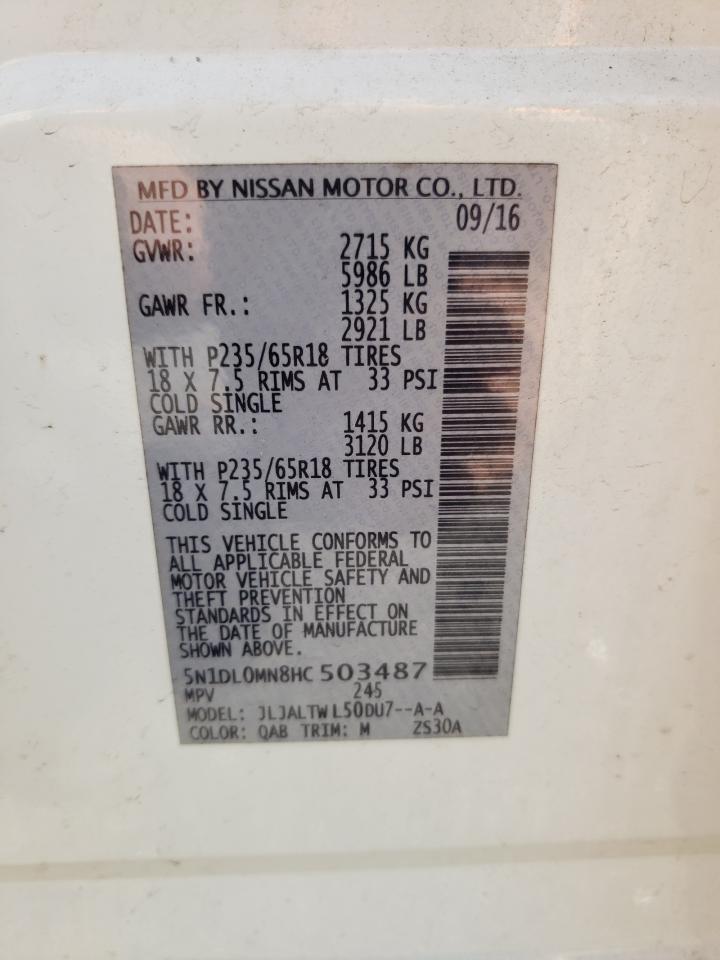 MFD BY NISSAN MOTOR CO., LTD.
DATE: 09/16
GVWR: 2715 KG
5986 LB
GAWR FR.: 1325 KG
2921 LB
WITH P235/65R18 TIRES
18 X 7.5 RIMS AT 33 PSI
COLD SINGLE
GAWR RR.: 1415 KG
3120 LB
WITH P235/65R18 TIRES
18 X 7.5 RIMS AT 33 PSI
COLD SINGLE
THIS VEHICLE CONFORMS TO
ALL APPLICABLE FEDERAL
MOTOR VEHICLE SAFETY AND
THEFT PREVENTION
STANDARDS IN EFFECT ON
THE DATE OF MANUFACTURE
SHOWN ABOVE.
5N1DL0MN8HC 503487
MPV 245
MODEL: JLJALTW L50DU7--A-A
COLOR: QAB TRIM: M ZS30A